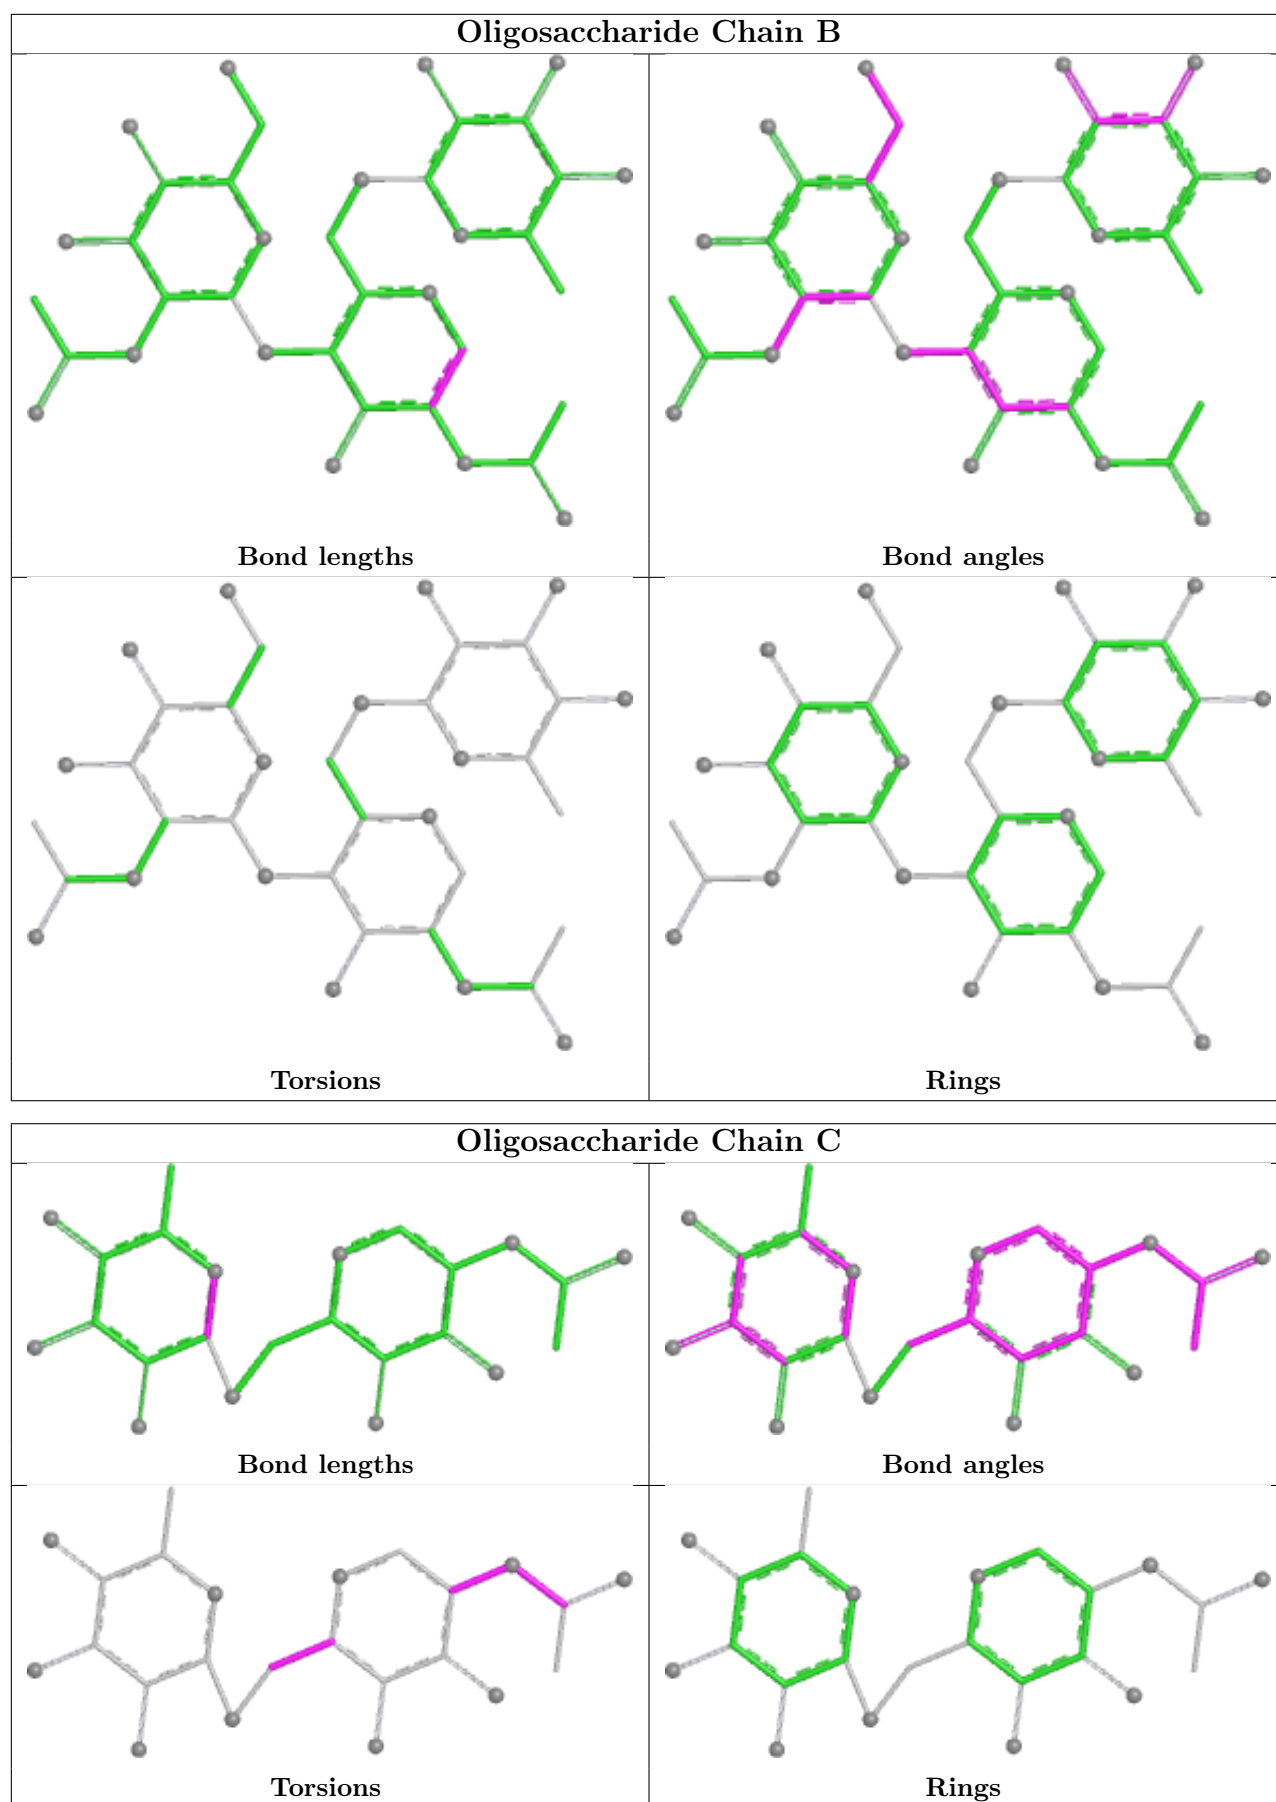 Oligosaccharide Chain B
Bond lengths
Bond angles
Torsions
Rings
Oligosaccharide Chain C
Bond lengths
Bond angles
Torsions
Rings